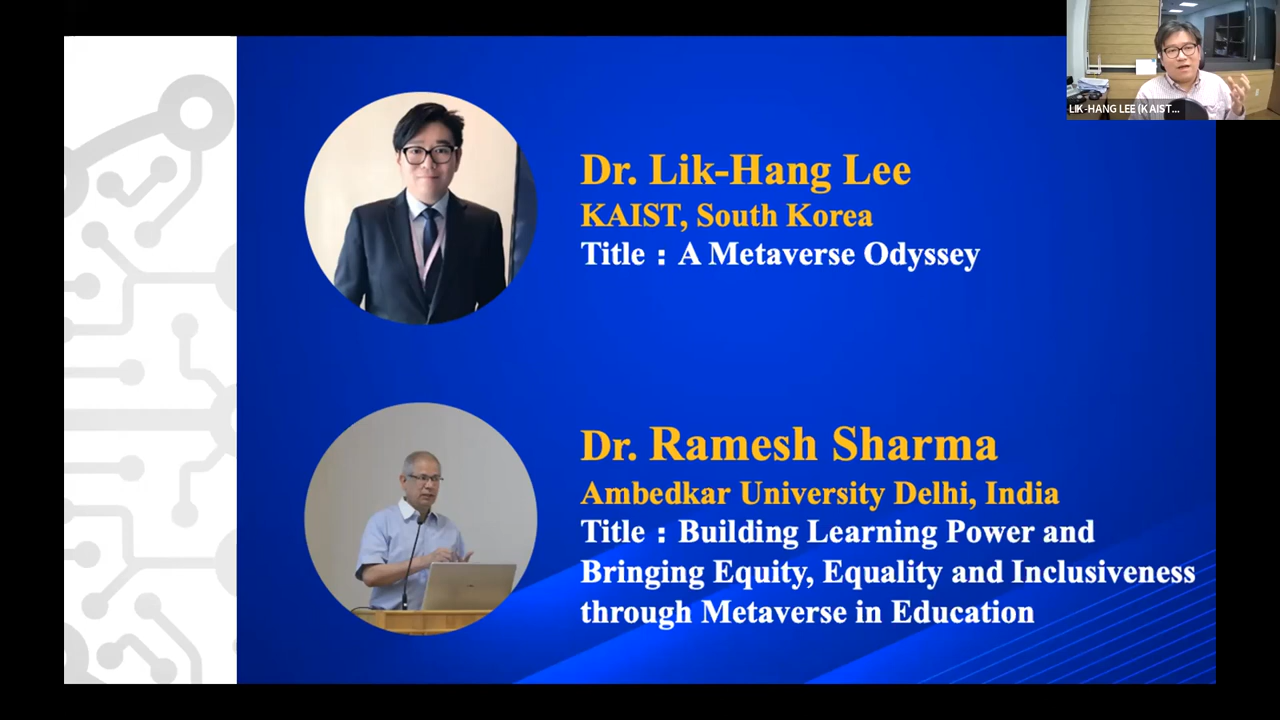 LIK-HANG LEE (KAIST...
Dr. Lik-Hang Lee
KAIST, South Korea
Title：A Metaverse Odyssey
Dr. Ramesh Sharma
Ambedkar University Delhi, India
Title：Building Learning Power and
Bringing Equity, Equality and Inclusiveness
through Metaverse in Education